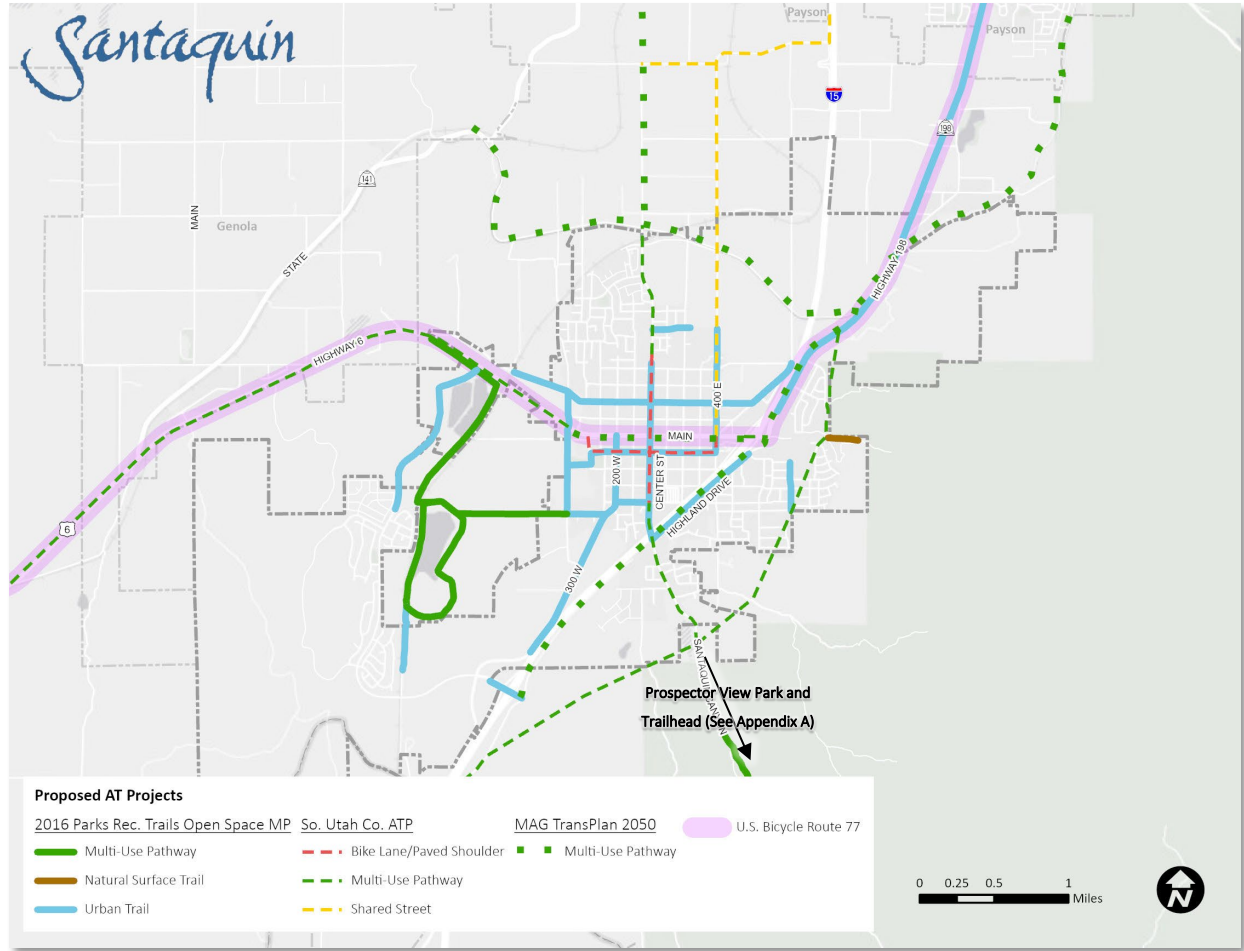 Santaquin
Payson
Payson
15
198
141
MAIN
Genola
STATE
HIGHWAY 198
HIGHWAY 6
400 E
MAIN
200 W
CENTER ST
HIGHLAND DRIVE
6
300 W
SANTAQUIN CANYON
Prospector View Park and
Trailhead (See Appendix A)
Proposed AT Projects
2016 Parks Rec. Trails Open Space MP So. Utah Co. ATP MAG TransPlan 2050 U.S. Bicycle Route 77
Multi-Use Pathway Bike Lane/Paved Shoulder Multi-Use Pathway
Natural Surface Trail Multi-Use Pathway
Urban Trail Shared Street
0 0.25 0.5 1
Miles
N